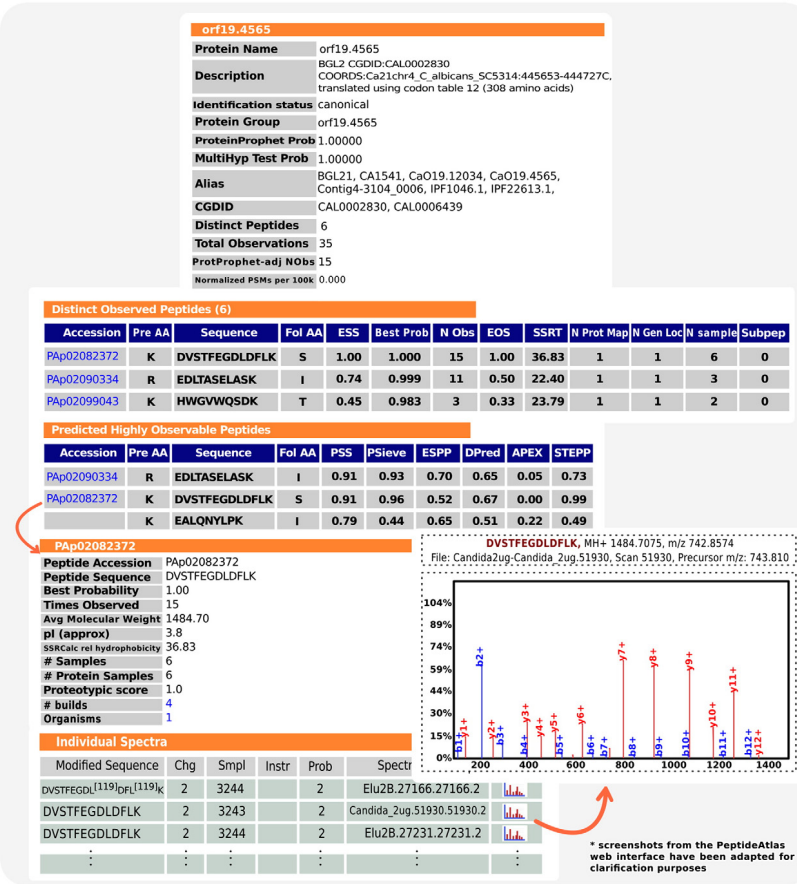 orf19.4565
Protein Name orf19.4565
Description BGL2 CGDID:CAL0002830
COORDS:Ca21chr4_C_albicans_SC5314:445653-444727C,
translated using codon table 12 (308 amino acids)
Identification status canonical
Protein Group orf19.4565
ProteinProphet Prob 1.00000
MultiHyp Test Prob 1.00000
Alias BGL21, CA1541, CaO19.12034, CaO19.4565,
Contig4-3104_0006, IPF1046.1, IPF22613.1,
CGDID CAL0002830, CAL0006439
Distinct Peptides 6
Total Observations 35
ProtProphet-adj NObs 15
Normalized PSMs per 100k 0.000
Distinct Observed Peptides (6)
Accession Pre AA Sequence Fol AA ESS Best Prob N Obs EOS SSRT N Prot Map N Gen Loc N sample Subpep
PAp02082372 K DVSTFEGDLDFLK S 1.00 1.000 15 1.00 36.83 1 1 6 0
PAp02090334 R EDLTASELASK I 0.74 0.999 11 0.50 22.40 1 1 3 0
PAp02099043 K HWGVWQSDK T 0.45 0.983 3 0.33 23.79 1 1 2 0
Predicted Highly Observable Peptides
Accession Pre AA Sequence Fol AA PSS PSieve ESPP DPred APEX STEPP
PAp02090334 R EDLTASELASK I 0.91 0.93 0.70 0.65 0.05 0.73
PAp02082372 K DVSTFEGDLDFLK S 0.91 0.96 0.52 0.67 0.00 0.99
K EALQNYLPK I 0.79 0.44 0.65 0.51 0.22 0.49
PAp02082372
Peptide Accession PAp02082372
Peptide Sequence DVSTFEGDLDFLK
Best Probability 1.00
Times Observed 15
Avg Molecular Weight 1484.70
pI (approx) 3.8
SSRCalc rel hydrophobicity 36.83
# Samples 6
# Protein Samples 6
Proteotypic score 1.0
# builds 4
Organisms 1
DVSTFEGDLDFLK, MH+ 1484.7075, m/z 742.8574
File: Candida2ug-Candida_2ug.51930, Scan 51930, Precursor m/z: 743.810
104%
89%
74%
59%
44%
30%
15%
0%
b1+ y1+ b2+ y2+ b3+ y3+ b4+ y4+ y5+ b5+ y6+ b6+ b7+ y7+ b8+ y8+ b9+ y9+ b10+ y10+ b11+ y11+ b12+ y12+
200 400 600 800 1000 1200 1400
Individual Spectra
Modified Sequence Chg Smpl Instr Prob Spectr
DVSTFEGDL[119]DFL[119]K 2 3244 2 Elu2B.27166.27166.2
DVSTFEGDLDFLK 2 3243 2 Candida_2ug.51930.51930.2
DVSTFEGDLDFLK 2 3244 2 Elu2B.27231.27231.2
* screenshots from the PeptideAtlas
web interface have been adapted for
clarification purposes